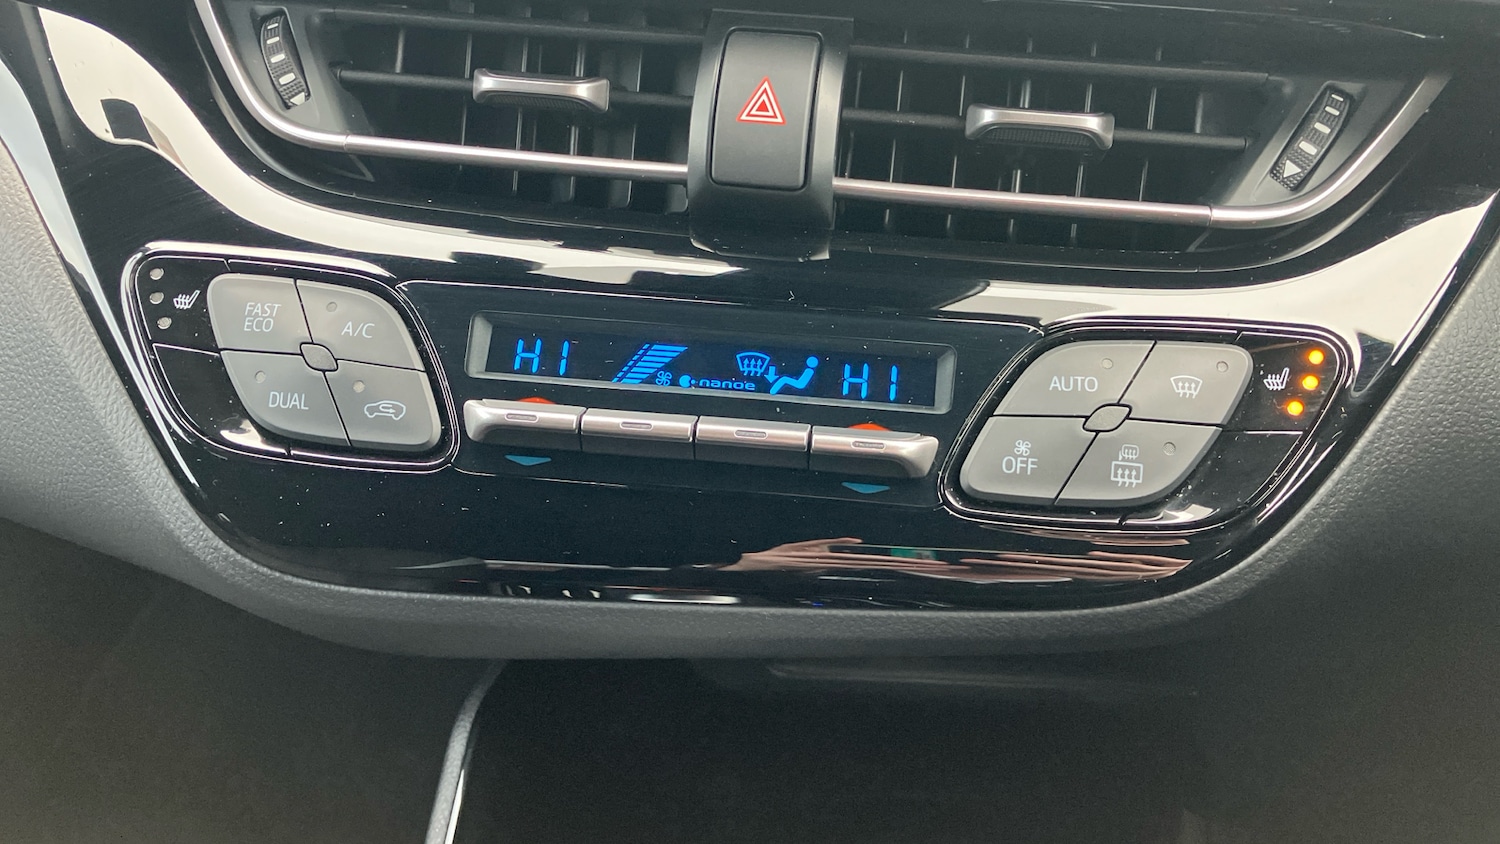 FAST
ECO
A/C
DUAL
HI
nanoe
HI
AUTO
OFF